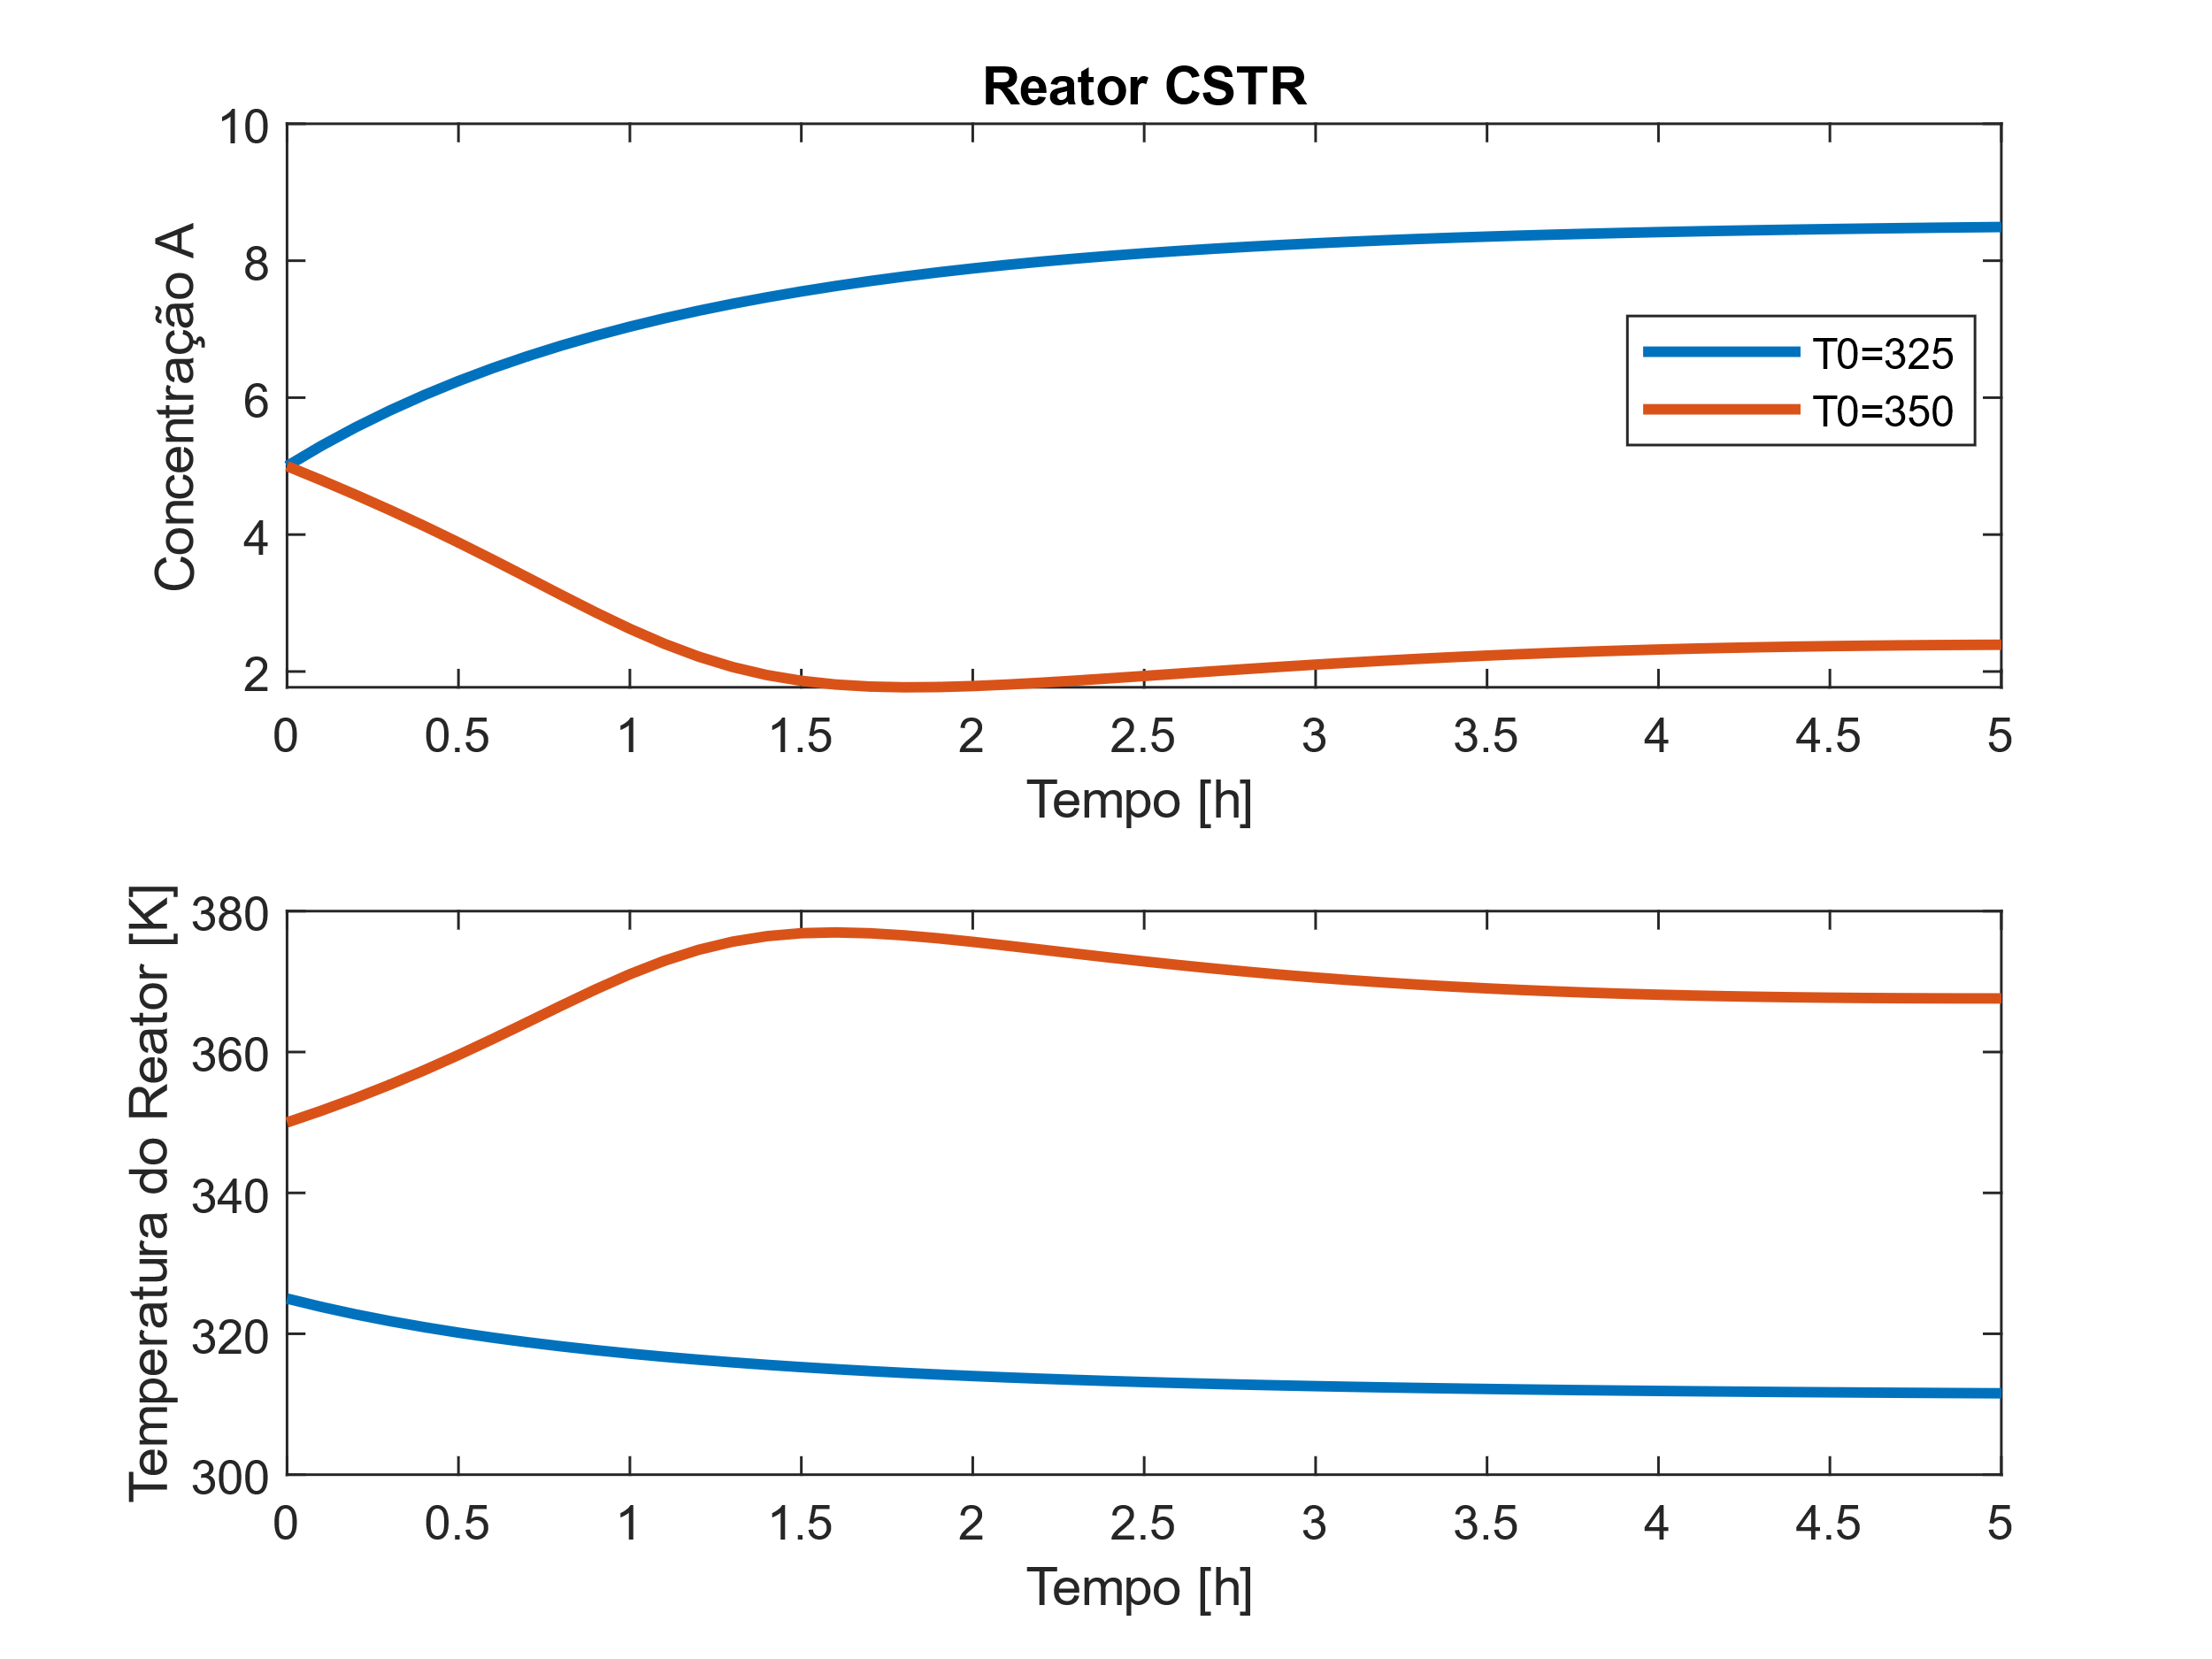 Reator CSTR
10
8
6
4
2
Concentração A
T0=325
T0=350
0 0.5 1 1.5 2 2.5 3 3.5 4 4.5 5
Tempo [h]
380
360
340
320
300
Temperatura do Reator [K]
0 0.5 1 1.5 2 2.5 3 3.5 4 4.5 5
Tempo [h]